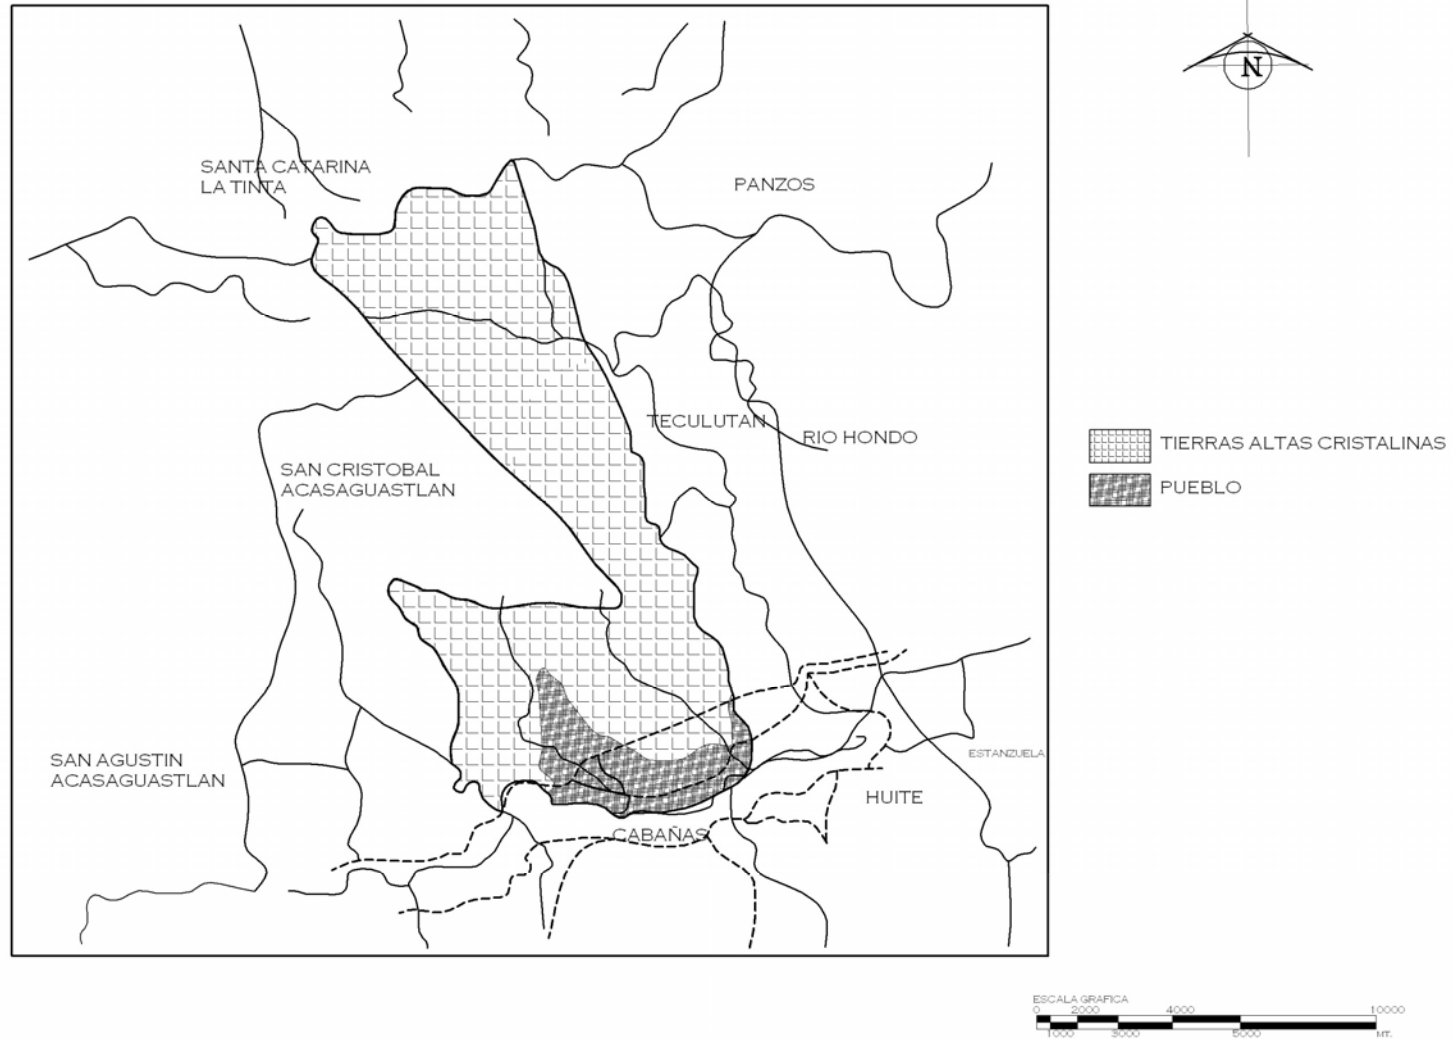 N
SANTA CATARINA
LA TINTA
PANZOS
TECULUTAN
RIO HONDO
TIERRAS ALTAS CRISTALINAS
SAN CRISTOBAL
ACASAGUASTLAN
PUEBLO
SAN AGUSTIN
ACASAGUASTLAN
ESTANZUELA
HUITE
CABAÑAS
ESCALA GRAFICA
0 2000 4000 10000
1000 3000 5000 MT.